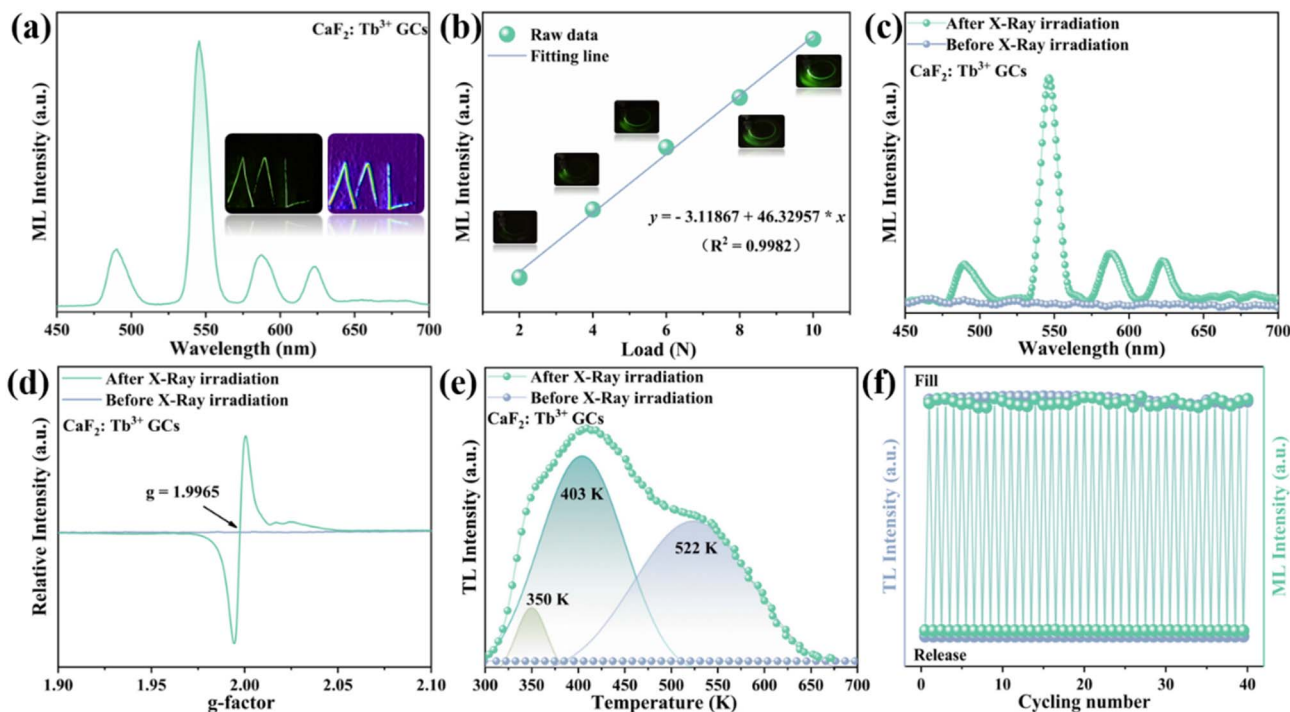 (a)
CaF₂: Tb³⁺ GCs
ML
ML
ML Intensity (a.u.)
450 500 550 600 650 700
Wavelength (nm)
(b)
Raw data
Fitting line
y = - 3.11867 + 46.32957 * x
（R² = 0.9982）
ML Intensity (a.u.)
2 4 6 8 10
Load (N)
(c)
After X-Ray irradiation
Before X-Ray irradiation
CaF₂: Tb³⁺ GCs
ML Intensity (a.u.)
450 500 550 600 650 700
Wavelength (nm)
(d)
After X-Ray irradiation
Before X-Ray irradiation
CaF₂: Tb³⁺ GCs
g = 1.9965
Relative Intensity (a.u.)
1.90 1.95 2.00 2.05 2.10
g-factor
(e)
After X-Ray irradiation
Before X-Ray irradiation
CaF₂: Tb³⁺ GCs
403 K
522 K
350 K
TL Intensity (a.u.)
300 350 400 450 500 550 600 650 700
Temperature (K)
(f)
Fill
Release
TL Intensity (a.u.)
ML Intensity (a.u.)
0 10 20 30 40
Cycling number